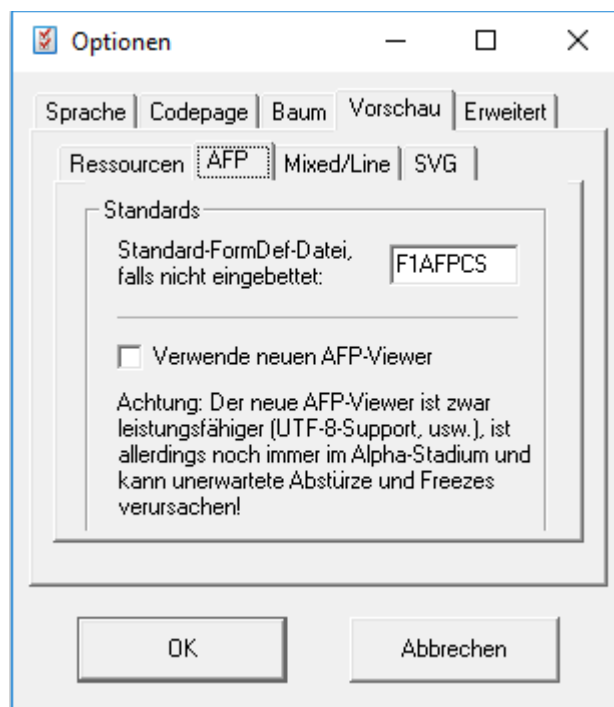 Optionen
Sprache Codepage Baum Vorschau Erweitert
Ressourcen AFP Mixed/Line SVG
Standards
Standard-FormDef-Datei,
falls nicht eingebettet:
F1AFPCS
Verwende neuen AFP-Viewer
Achtung: Der neue AFP-Viewer ist zwar
leistungsfähiger (UTF-8-Support, usw.), ist
allerdings noch immer im Alpha-Stadium und
kann unerwartete Abstürze und Freezes
verursachen!
OK Abbrechen